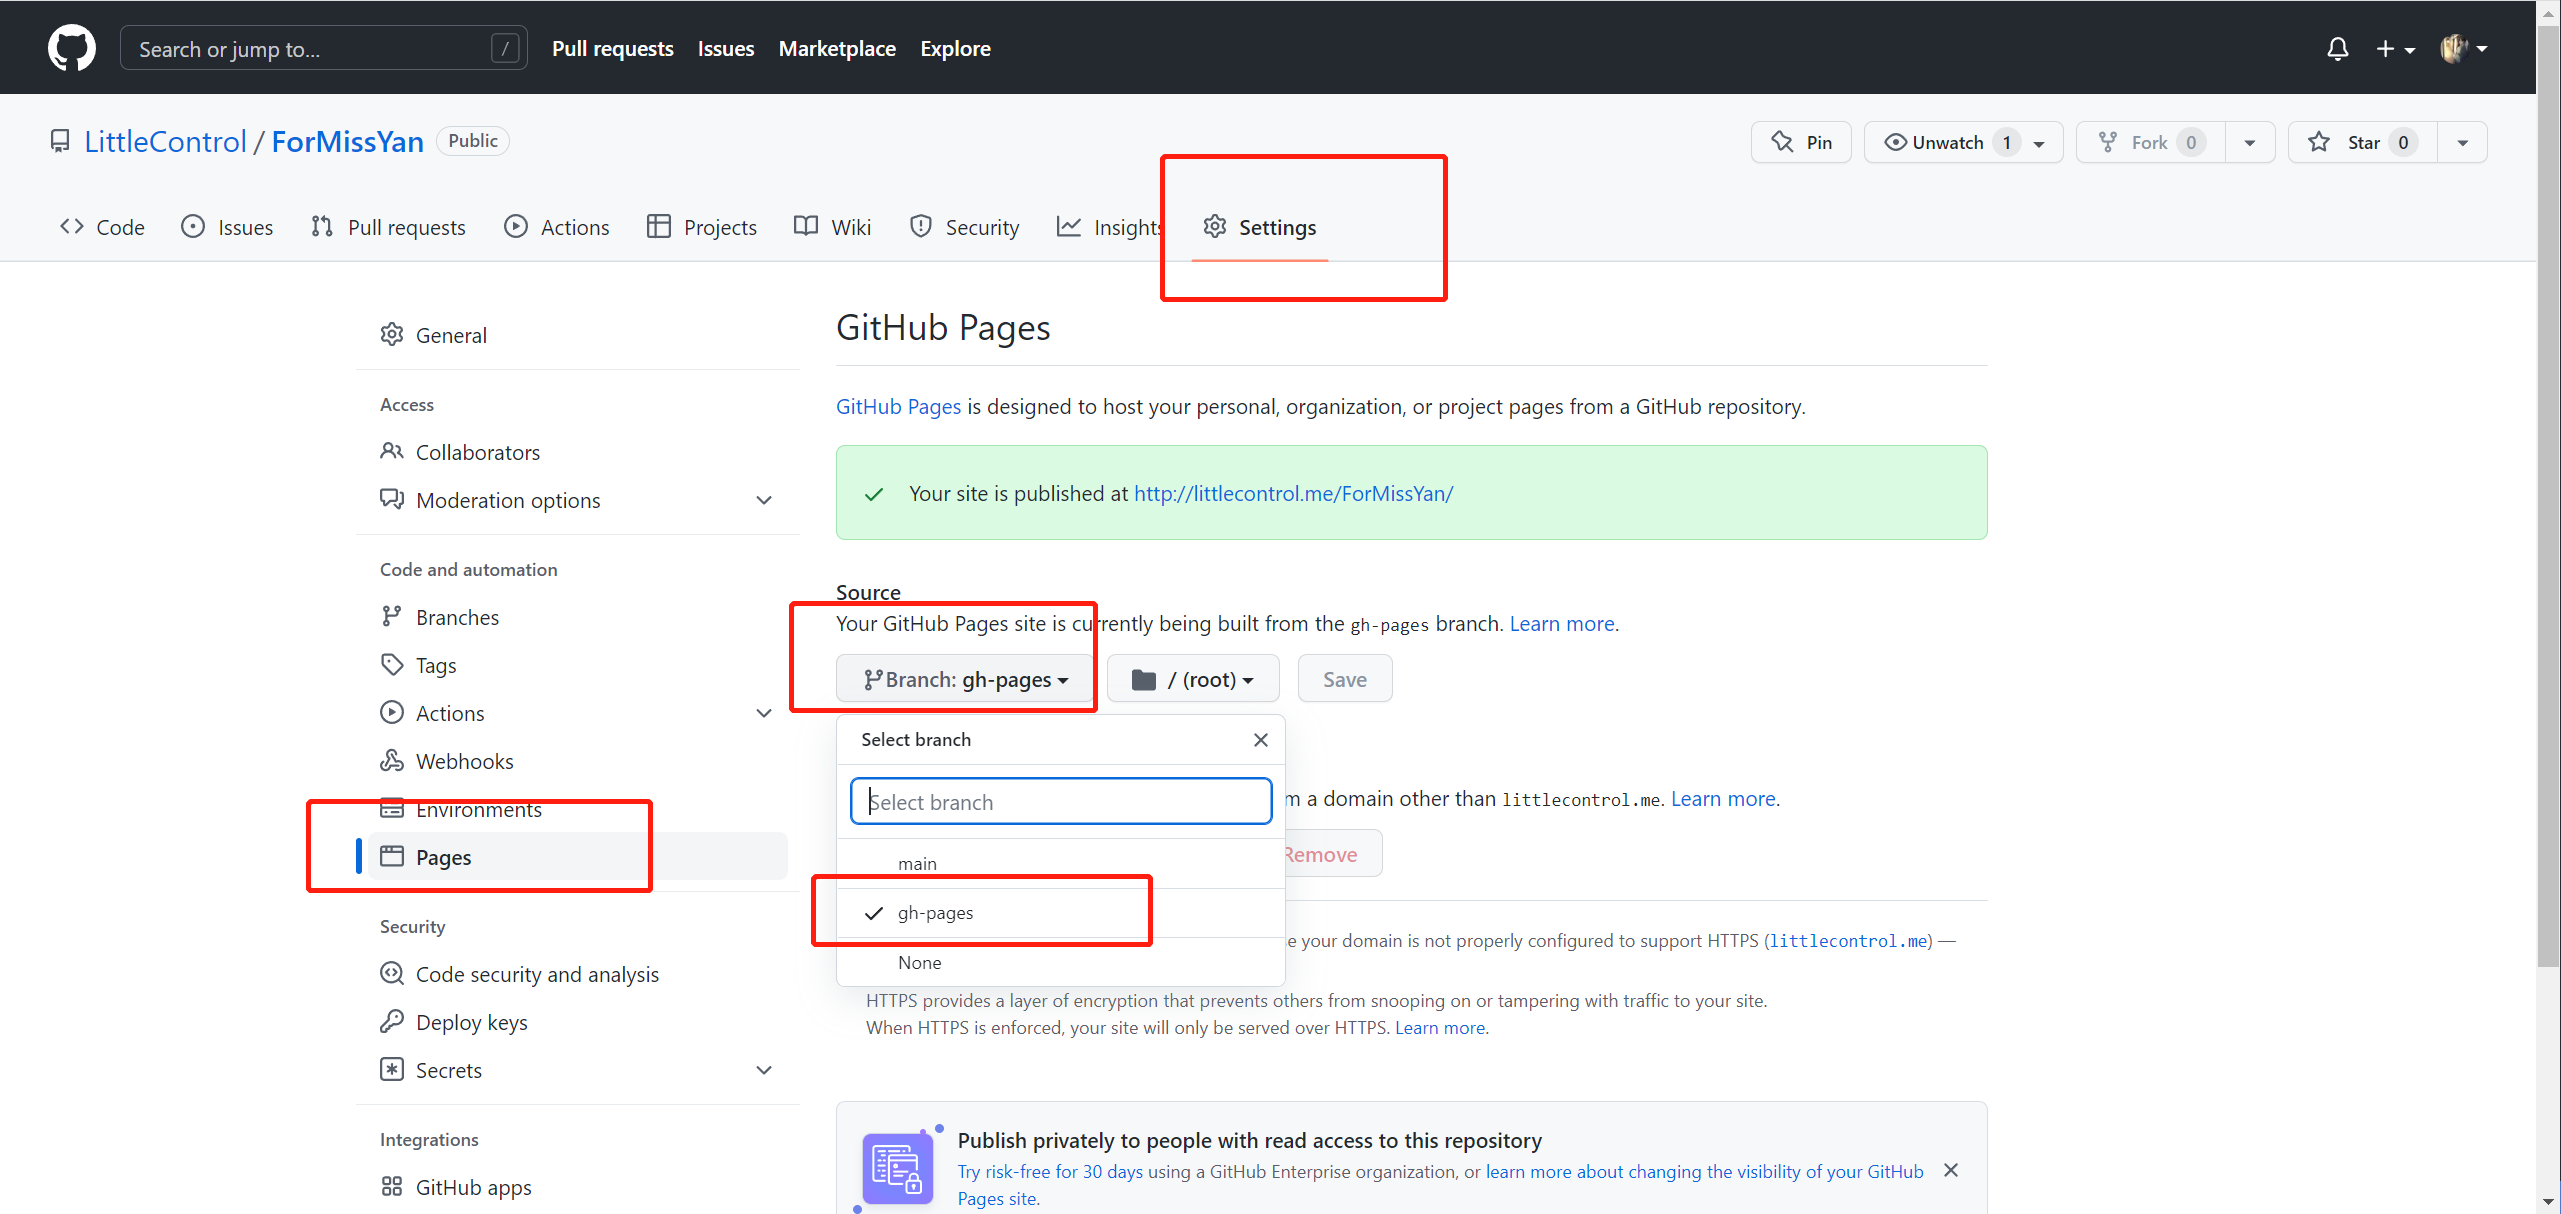 Search or jump to... /
Pull requests Issues Marketplace Explore
LittleControl / ForMissYan Public
Pin Unwatch 1 Fork 0 Star 0
Code Issues Pull requests Actions Projects Wiki Security Insights Settings
General
Access
Collaborators
Moderation options
Code and automation
Branches
Tags
Actions
Webhooks
Environments
Pages
Security
Code security and analysis
Deploy keys
Secrets
Integrations
GitHub apps
GitHub Pages
GitHub Pages is designed to host your personal, organization, or project pages from a GitHub repository.
Your site is published at http://littlecontrol.me/ForMissYan/
Source
Your GitHub Pages site is currently being built from the gh-pages branch. Learn more.
Branch: gh-pages / (root) Save
Select branch
Select branch
main
gh-pages
None
a domain other than littlecontrol.me. Learn more.
Remove
your domain is not properly configured to support HTTPS (littlecontrol.me) —
HTTPS provides a layer of encryption that prevents others from snooping on or tampering with traffic to your site.
When HTTPS is enforced, your site will only be served over HTTPS. Learn more.
Publish privately to people with read access to this repository
Try risk-free for 30 days using a GitHub Enterprise organization, or learn more about changing the visibility of your GitHub
Pages site.